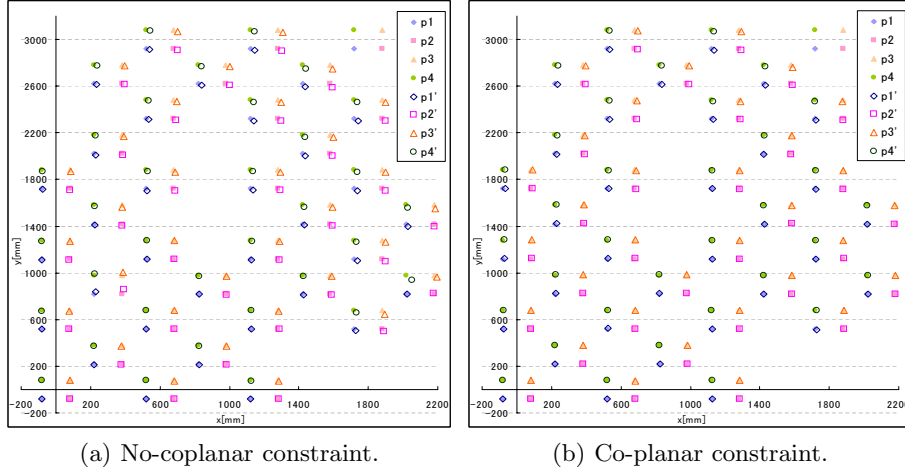 3000
2600
2200
1800
1400
y[mm]
1000
600
200
-200
-200
200
600
1000
1400
1800
2200
x[mm]
p1
p2
p3
p4
p1'
p2'
p3'
p4'
(a) No-coplanar constraint.
3000
2600
2200
1800
1400
y[mm]
1000
600
200
-200
-200
200
600
1000
1400
1800
2200
x[mm]
p1
p2
p3
p4
p1'
p2'
p3'
p4'
(b) Co-planar constraint.